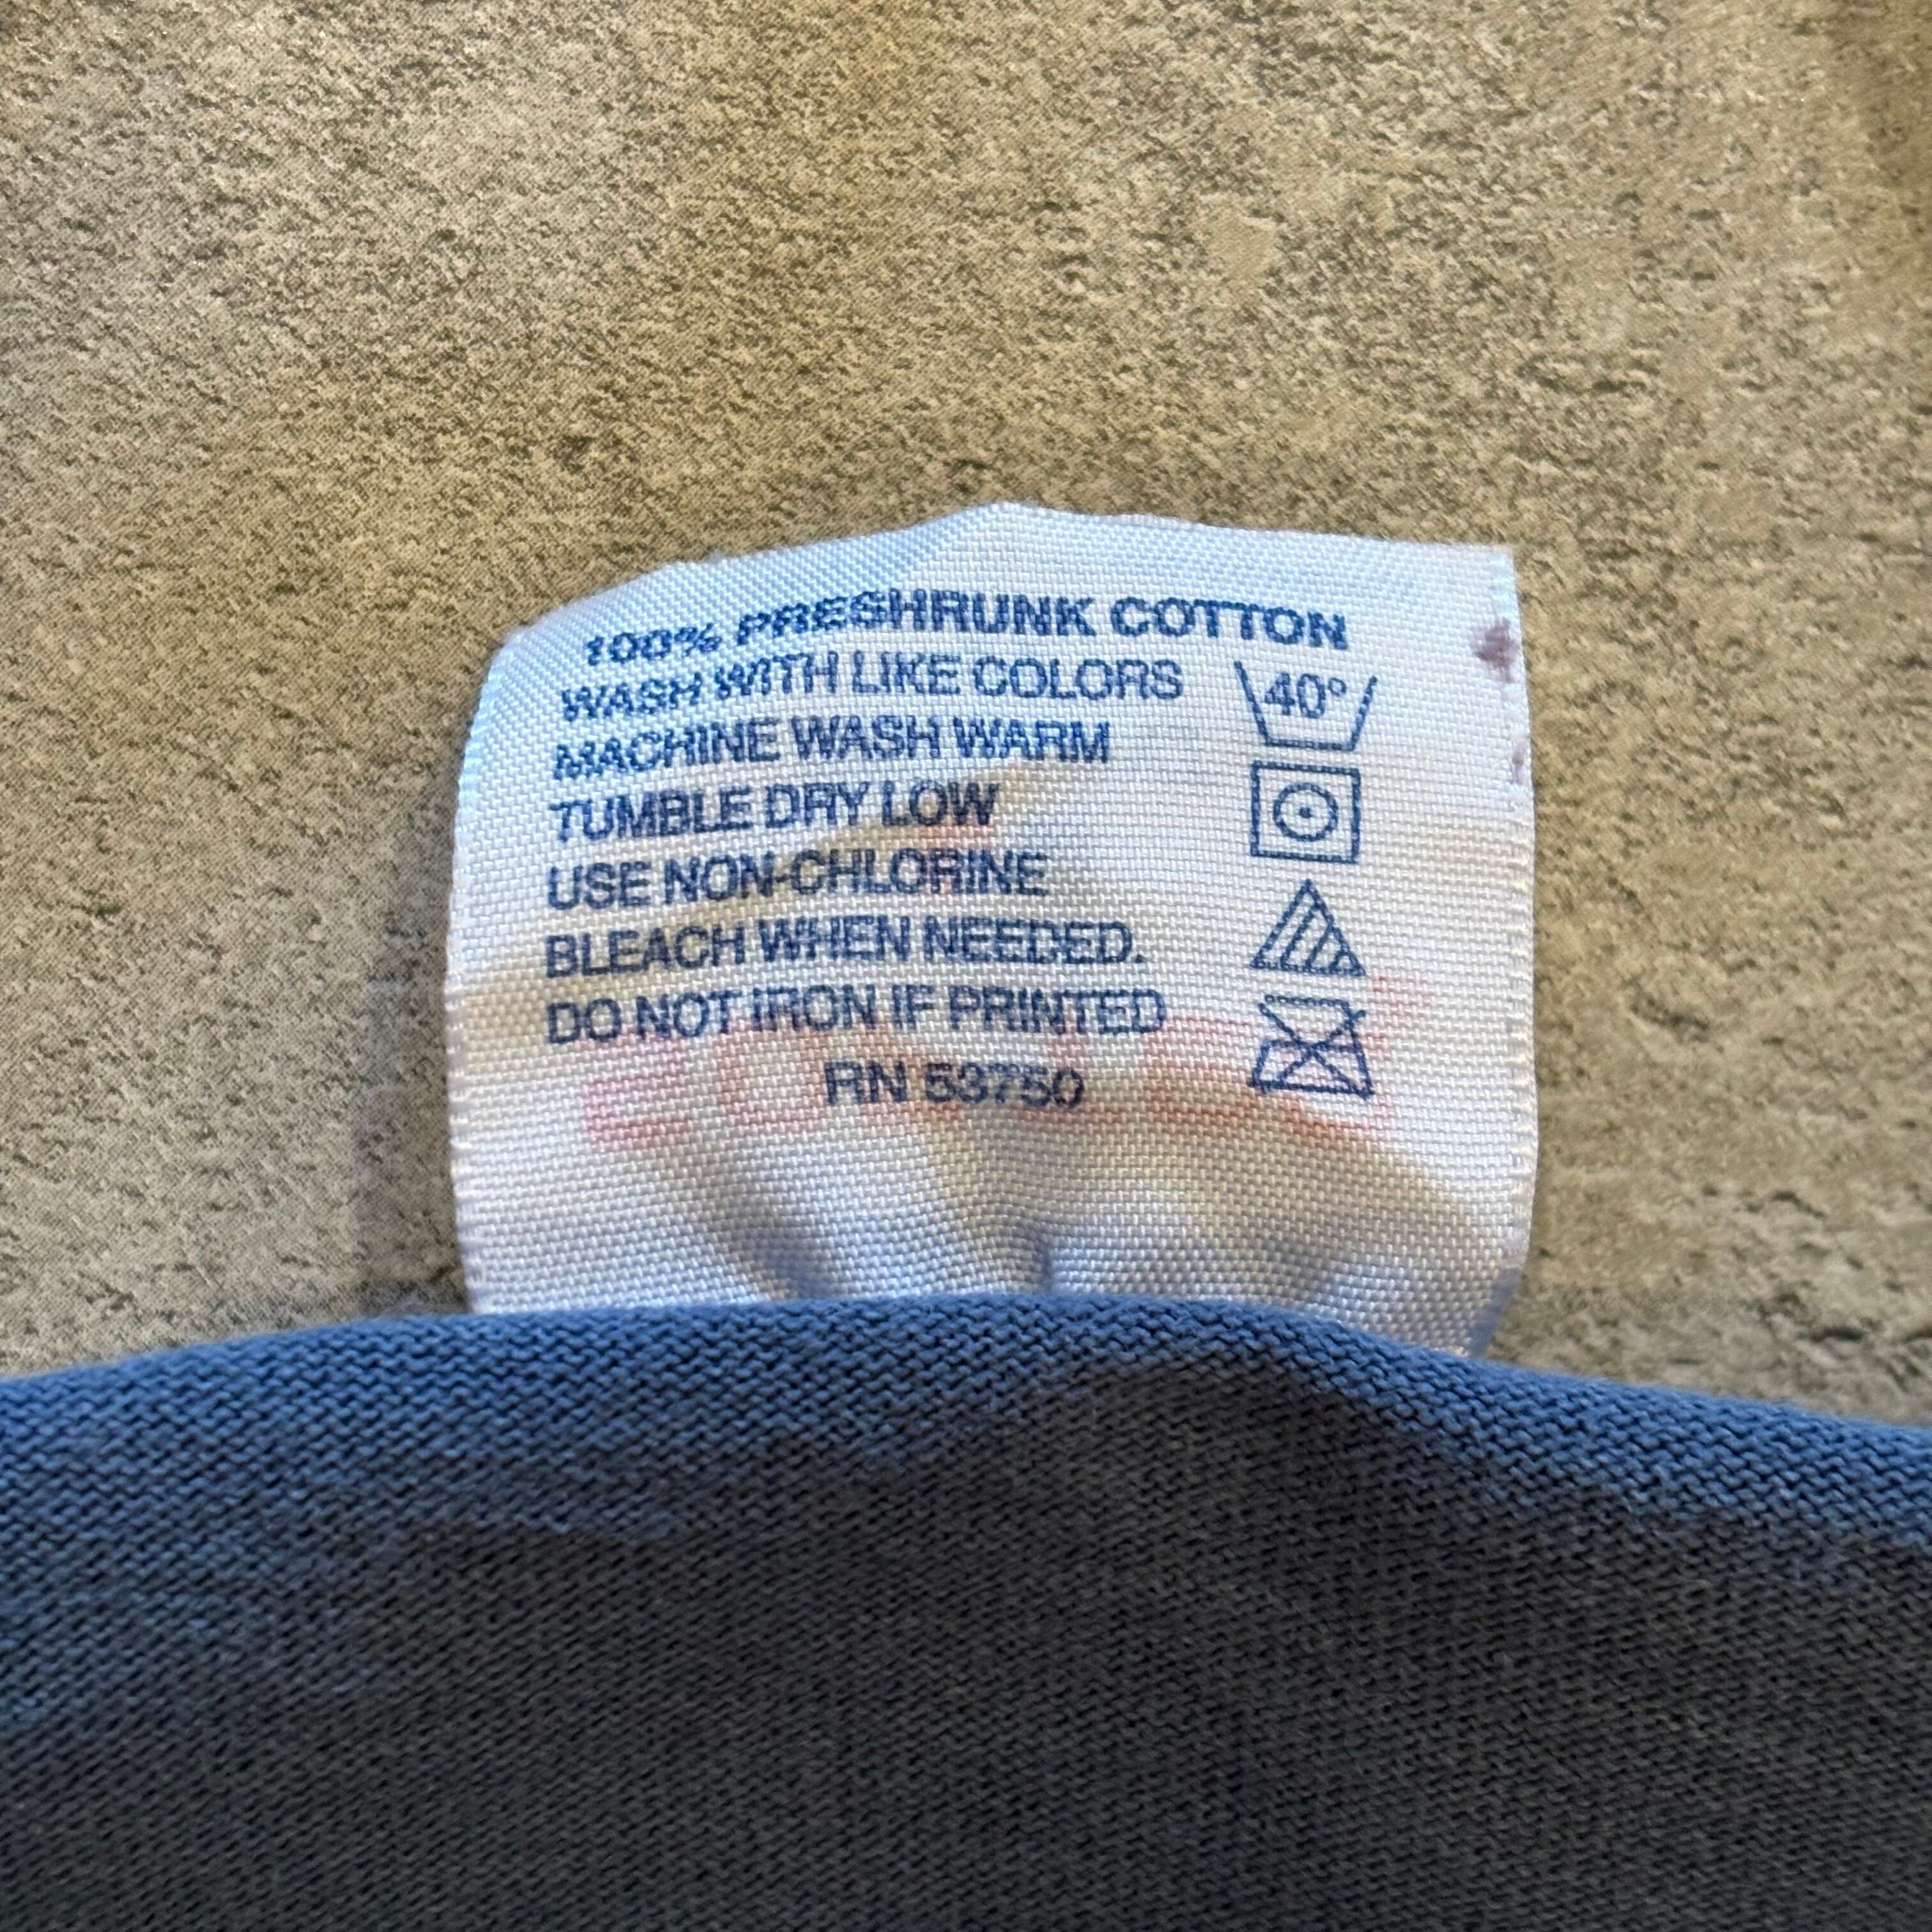 100% PRESHRUNK COTTON
WASH WITH LIKE COLORS
40°
MACHINE WASH WARM
TUMBLE DRY LOW
USE NON-CHLORINE
BLEACH WHEN NEEDED.
DO NOT IRON IF PRINTED
RN 53750